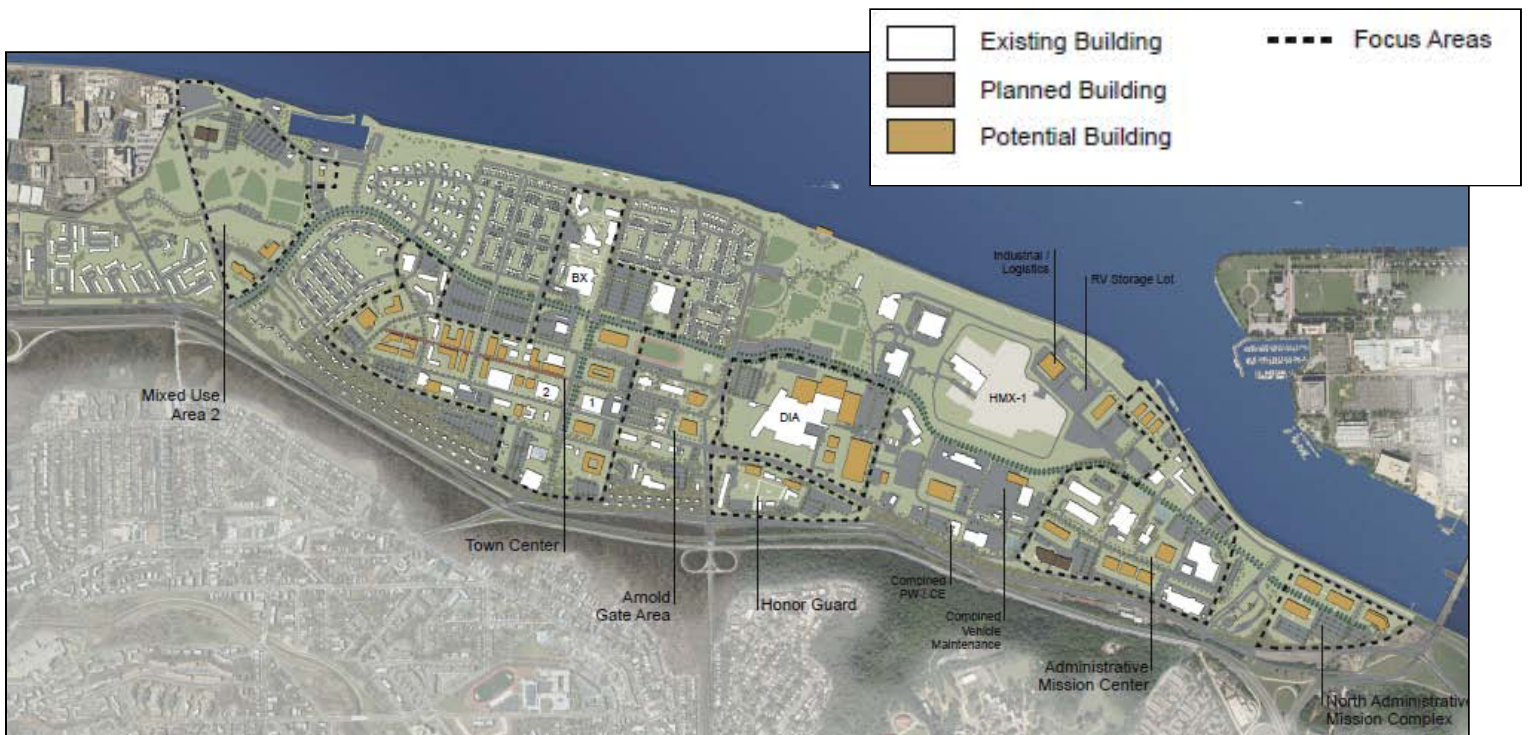 Existing Building
Focus Areas
Planned Building
Potential Building
Industrial /
Logistics
RV Storage Lot
BX
HMX-1
Mixed Use
Area 2
2
1
DIA
Town Center
Arnold
Gate Area
Honor Guard
Combined
PW / CE
Combined
Vehicle
Maintenance
Administrative
Mission Center
North Administrative
Mission Complex